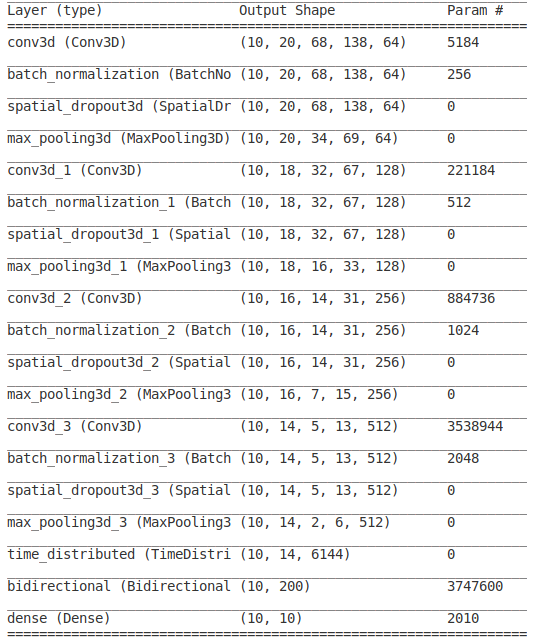 Layer (type) Output Shape Param #
conv3d (Conv3D) (10, 20, 68, 138, 64) 5184
batch_normalization (BatchNo (10, 20, 68, 138, 64) 256
spatial_dropout3d (SpatialDr (10, 20, 68, 138, 64) 0
max_pooling3d (MaxPooling3D) (10, 20, 34, 69, 64) 0
conv3d_1 (Conv3D) (10, 18, 32, 67, 128) 221184
batch_normalization_1 (Batch (10, 18, 32, 67, 128) 512
spatial_dropout3d_1 (Spatial (10, 18, 32, 67, 128) 0
max_pooling3d_1 (MaxPooling3 (10, 18, 16, 33, 128) 0
conv3d_2 (Conv3D) (10, 16, 14, 31, 256) 884736
batch_normalization_2 (Batch (10, 16, 14, 31, 256) 1024
spatial_dropout3d_2 (Spatial (10, 16, 14, 31, 256) 0
max_pooling3d_2 (MaxPooling3 (10, 16, 7, 15, 256) 0
conv3d_3 (Conv3D) (10, 14, 5, 13, 512) 3538944
batch_normalization_3 (Batch (10, 14, 5, 13, 512) 2048
spatial_dropout3d_3 (Spatial (10, 14, 5, 13, 512) 0
max_pooling3d_3 (MaxPooling3 (10, 14, 2, 6, 512) 0
time_distributed (TimeDistri (10, 14, 6144) 0
bidirectional (Bidirectional (10, 200) 3747600
dense (Dense) (10, 10) 2010